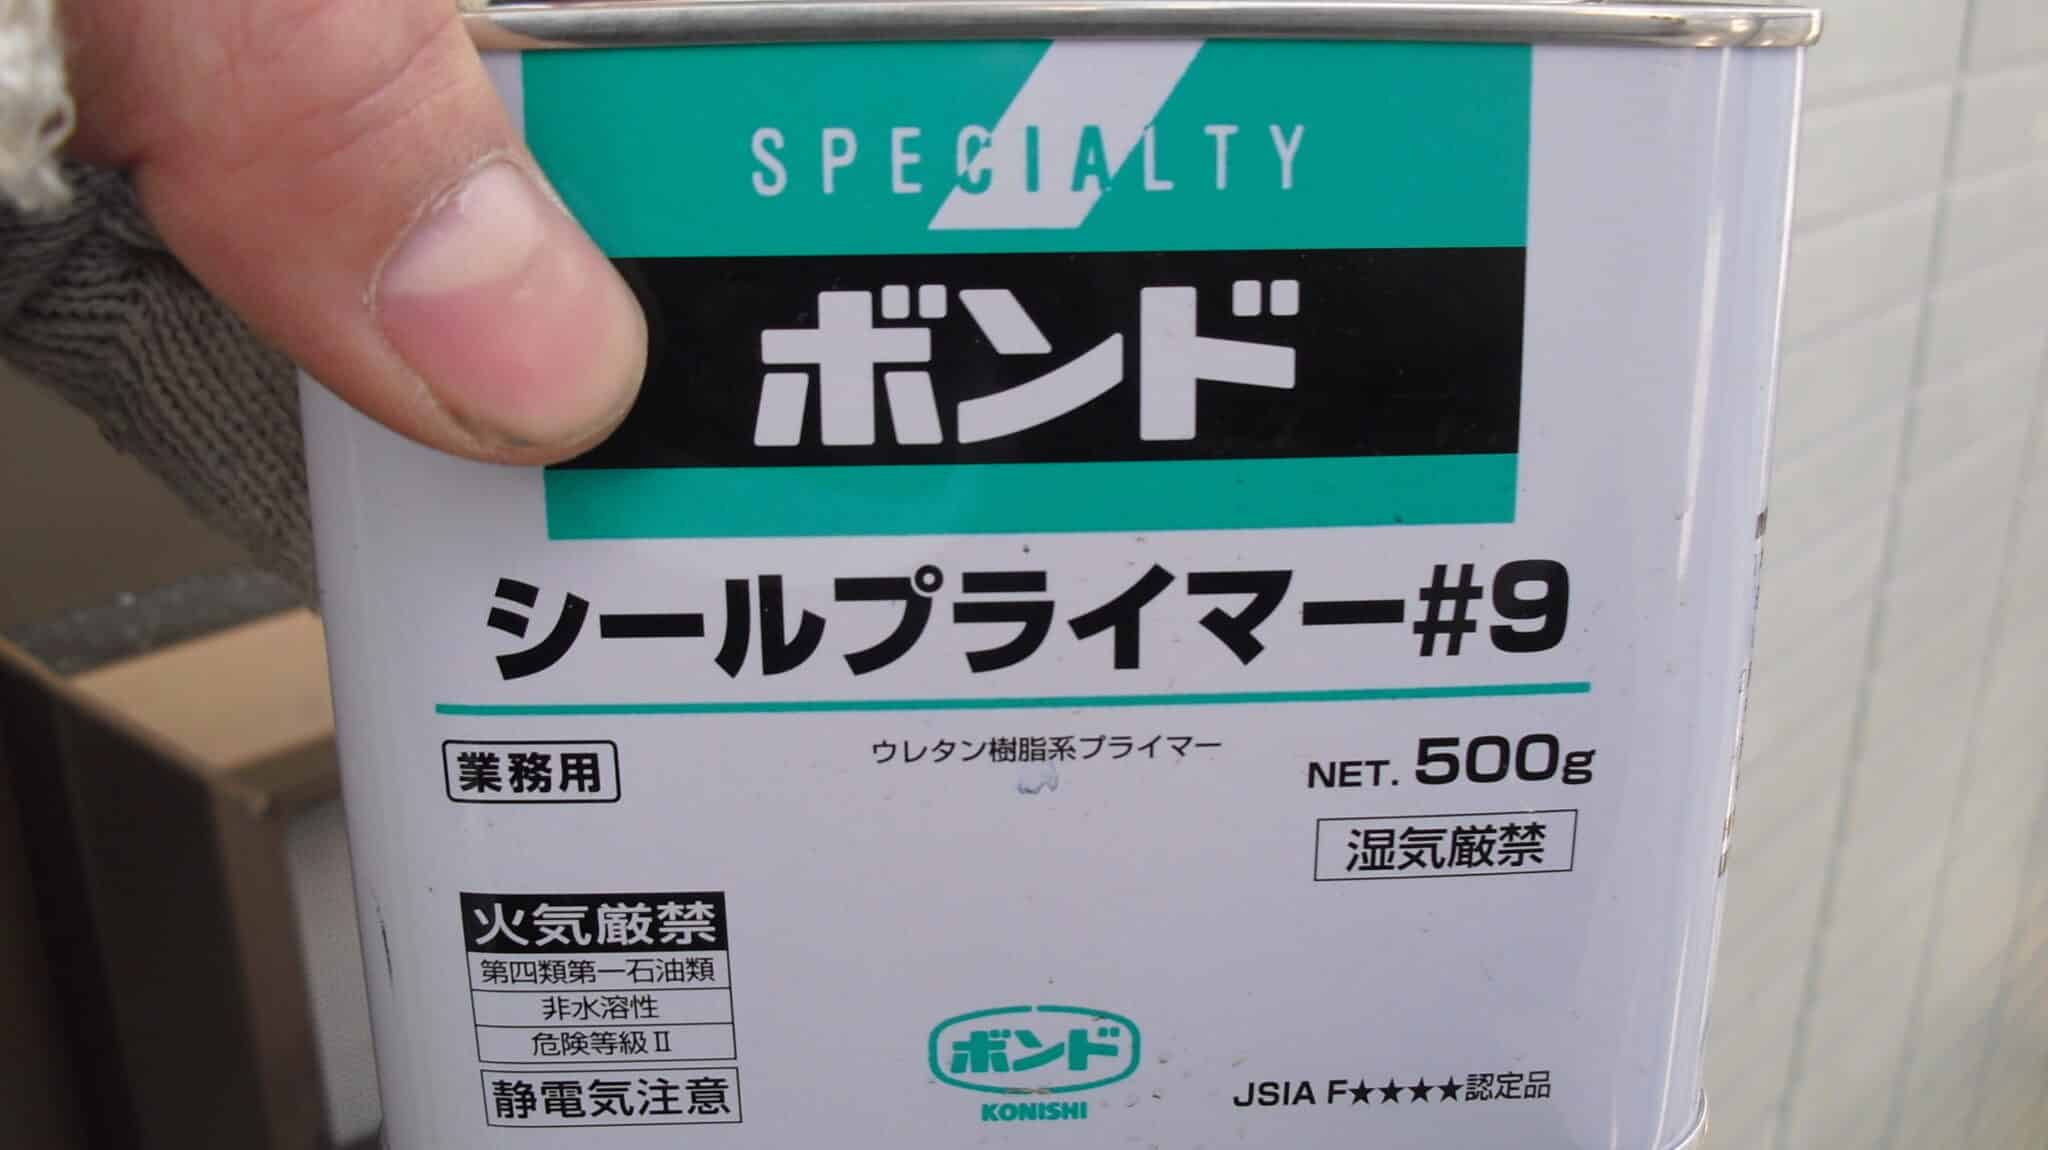 SPECIALTY
ボンド
シールプライマー#9
業務用
ウレタン樹脂系プライマー
NET. 500g
湿気厳禁
火気厳禁
第四類第一石油類
非水溶性
危険等級Ⅱ
静電気注意
ボンド
KONISHI
JSIA F★★★★認定品